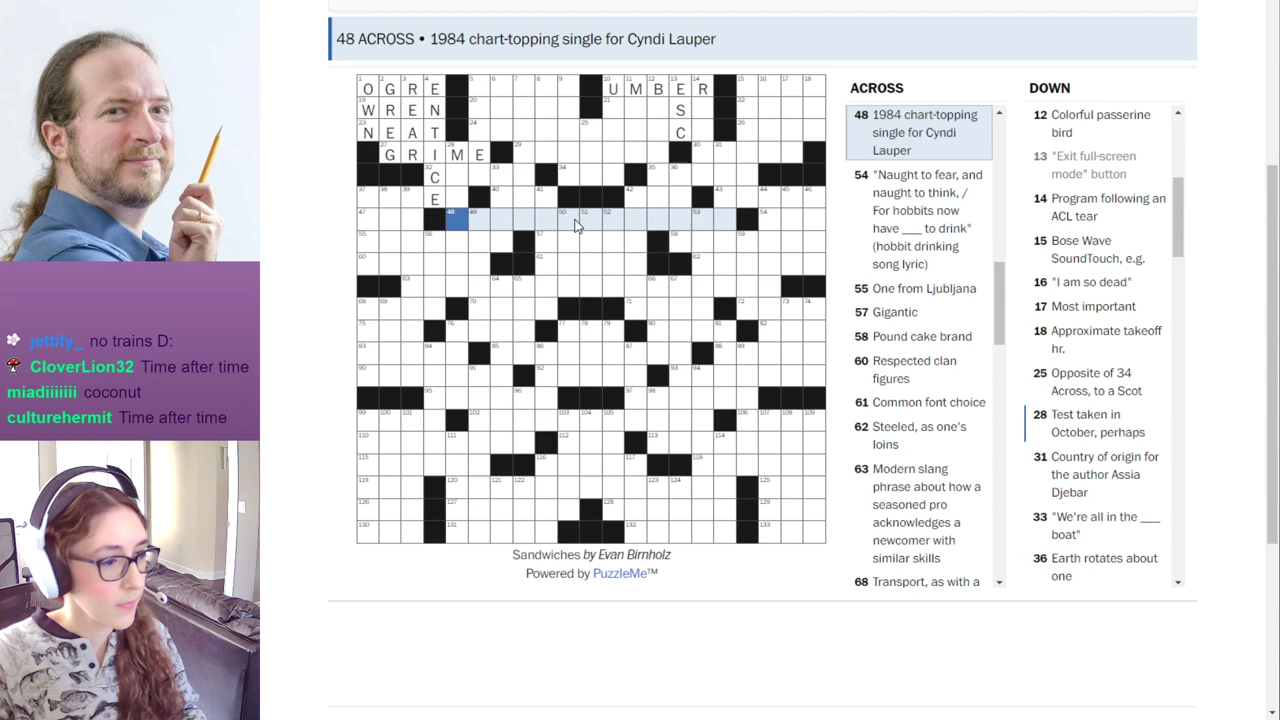 48 ACROSS • 1984 chart-topping single for Cyndi Lauper
O G R E U M B E R
W R E N S
N E A T C
G R I M E
C
E
Sandwiches by Evan Birnholz
Powered by PuzzleMe™
ACROSS
48 1984 chart-topping
single for Cyndi
Lauper
54 "Naught to fear, and
naught to think, /
For hobbits now
have ___ to drink"
(hobbit drinking
song lyric)
55 One from Ljubljana
57 Gigantic
58 Pound cake brand
60 Respected clan
figures
61 Common font choice
62 Steeled, as one's
loins
63 Modern slang
phrase about how a
seasoned pro
acknowledges a
newcomer with
similar skills
68 Transport, as with a
DOWN
12 Colorful passerine
bird
13 "Exit full-screen
mode" button
14 Program following an
ACL tear
15 Bose Wave
SoundTouch, e.g.
16 "I am so dead"
17 Most important
18 Approximate takeoff
hr.
25 Opposite of 34
Across, to a Scot
28 Test taken in
October, perhaps
31 Country of origin for
the author Assia
Djebar
33 "We're all in the ___
boat"
36 Earth rotates about
one
jettify_ no trains D:
CloverLion32 Time after time
miadiiiiiii coconut
culturehermit Time after time